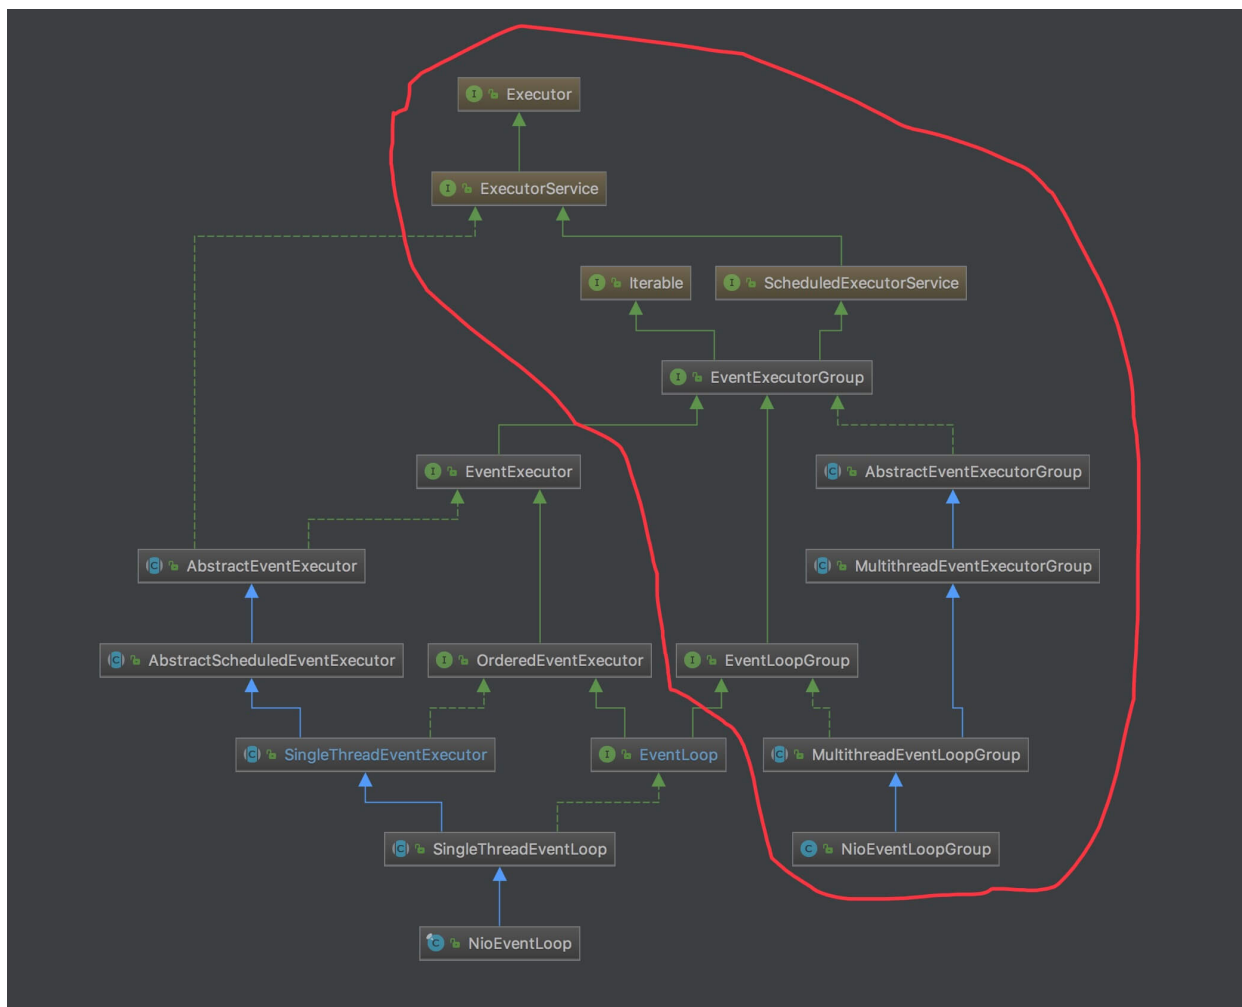 Executor
ExecutorService
Iterable
ScheduledExecutorService
EventExecutorGroup
EventExecutor
AbstractEventExecutorGroup
AbstractEventExecutor
MultithreadEventExecutorGroup
AbstractScheduledEventExecutor
OrderedEventExecutor
EventLoopGroup
SingleThreadEventExecutor
EventLoop
MultithreadEventLoopGroup
SingleThreadEventLoop
NioEventLoopGroup
NioEventLoop